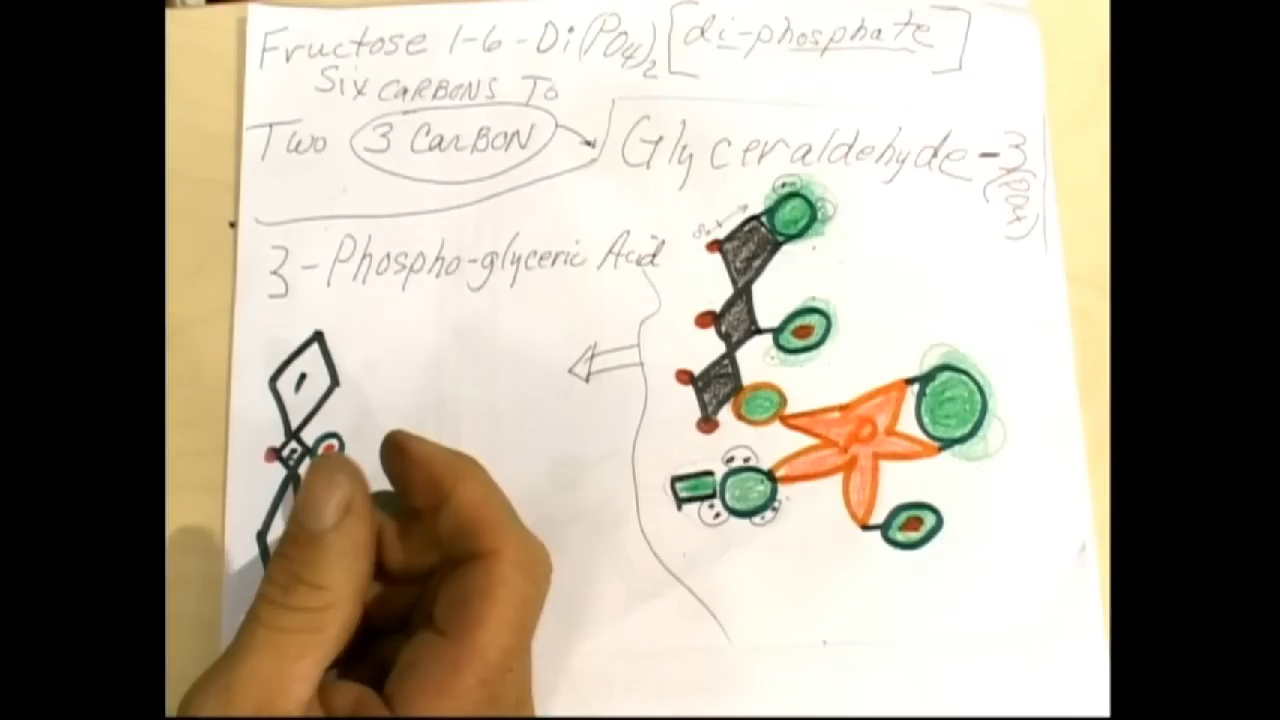 Fructose 1-6-Di(PO4)2 [di-phosphate]
Six CARBONS To
Two 3 CARBON Glyceraldehyde-3
(PO4)
3-Phospho-glyceric Acid